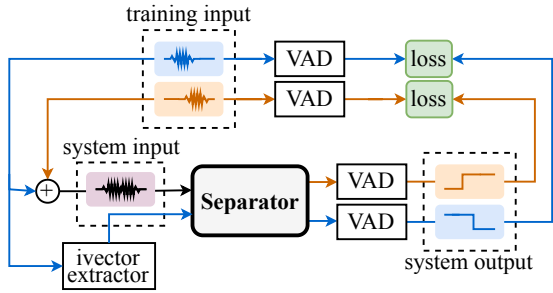 training input
VAD
loss
VAD
loss
system input
+
Separator
VAD
VAD
ivector
extractor
system output